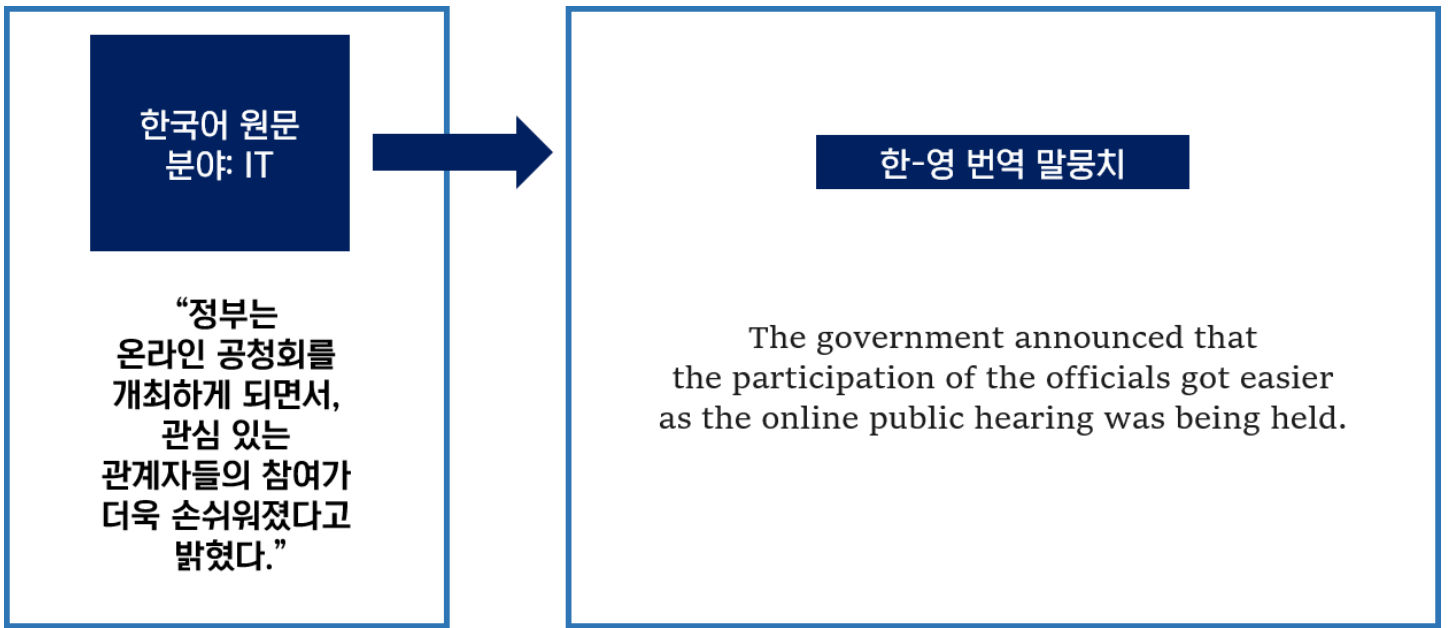 한국어 원문
분야: IT
“정부는
온라인 공청회를
개최하게 되면서,
관심 있는
관계자들의 참여가
더욱 손쉬워졌다고
밝혔다.”
한-영 번역 말뭉치
The government announced that
the participation of the officials got easier
as the online public hearing was being held.